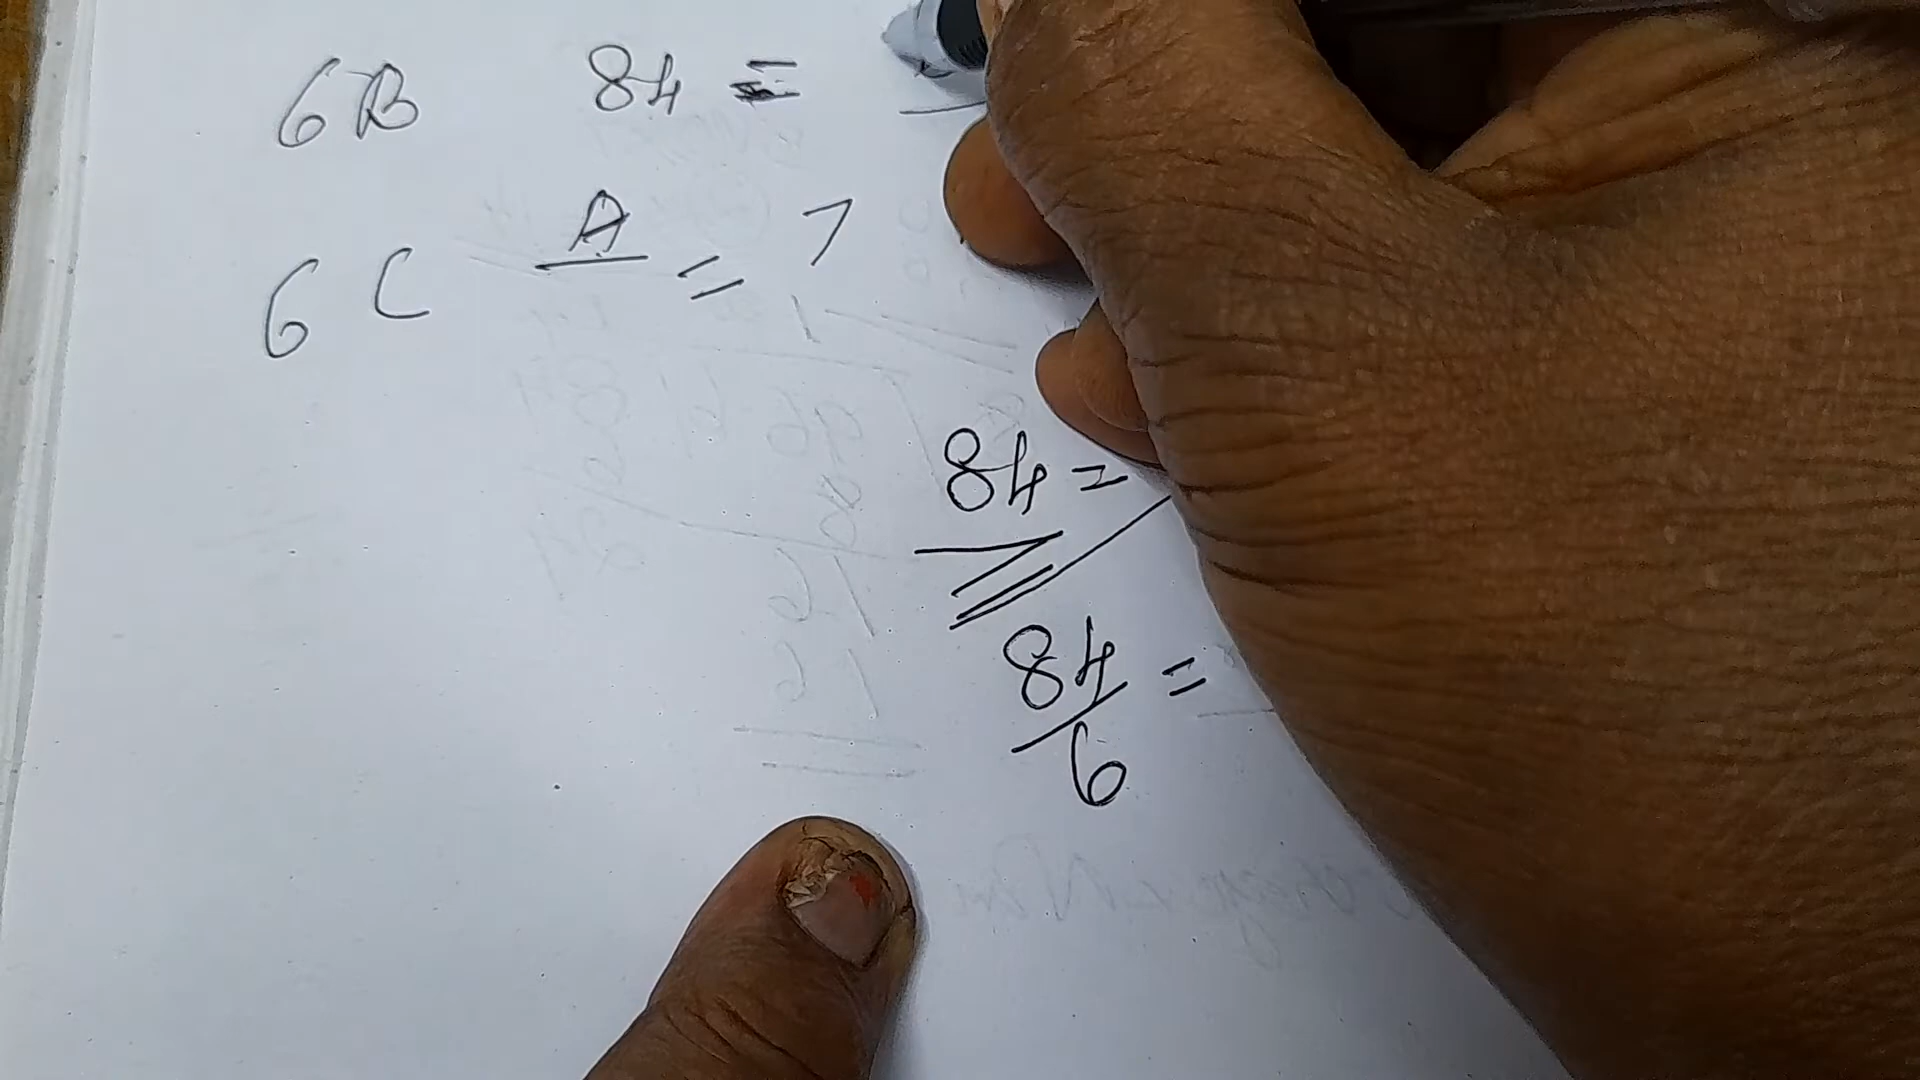 6B 84 =
6C A = 7
84 =
84 =
6